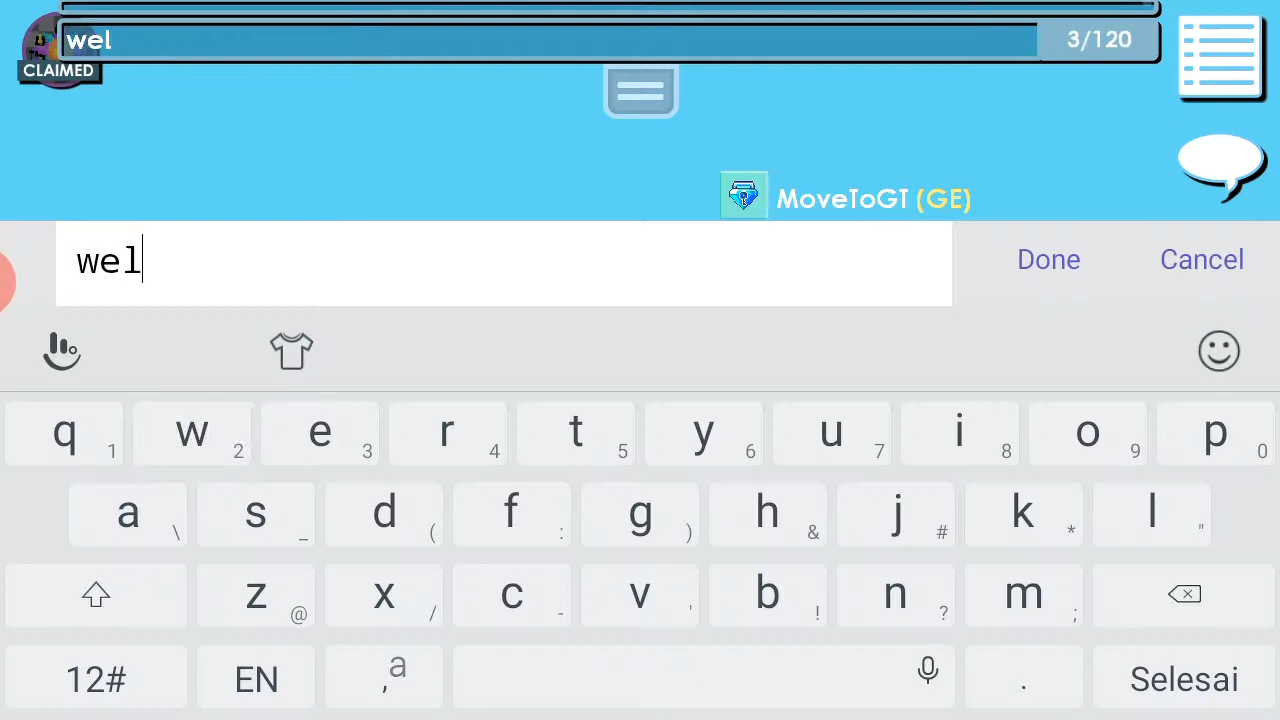 wel
3/120
CLAIMED
MoveToGT (GE)
wel
Done
Cancel
q 1 w 2 e 3 r 4 t 5 y 6 u 7 i 8 o 9 p 0
a \ s _ d ( f : g ) h & j # k * l "
z @ x / c - v ' b ! n ? m ;
12# EN , a . Selesai